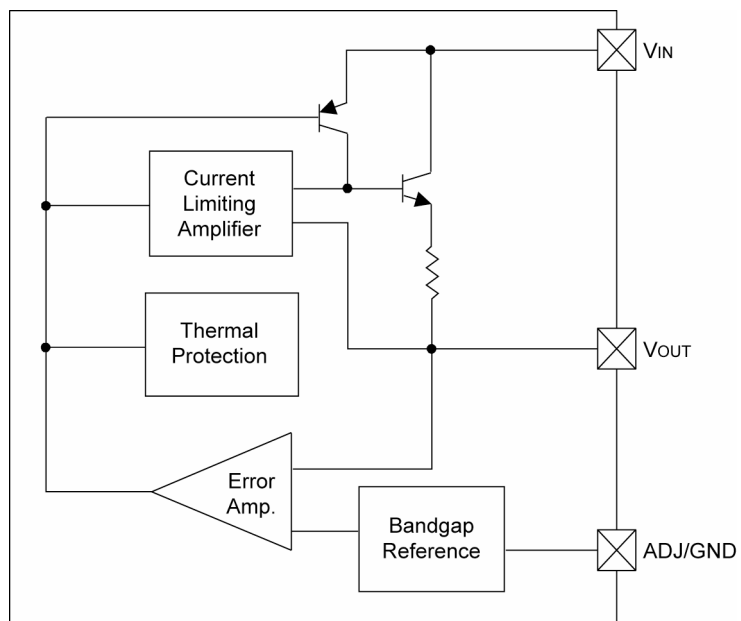 VIN
Current
Limiting
Amplifier
Thermal
Protection
VOUT
Error
Amp.
Bandgap
Reference
ADJ/GND